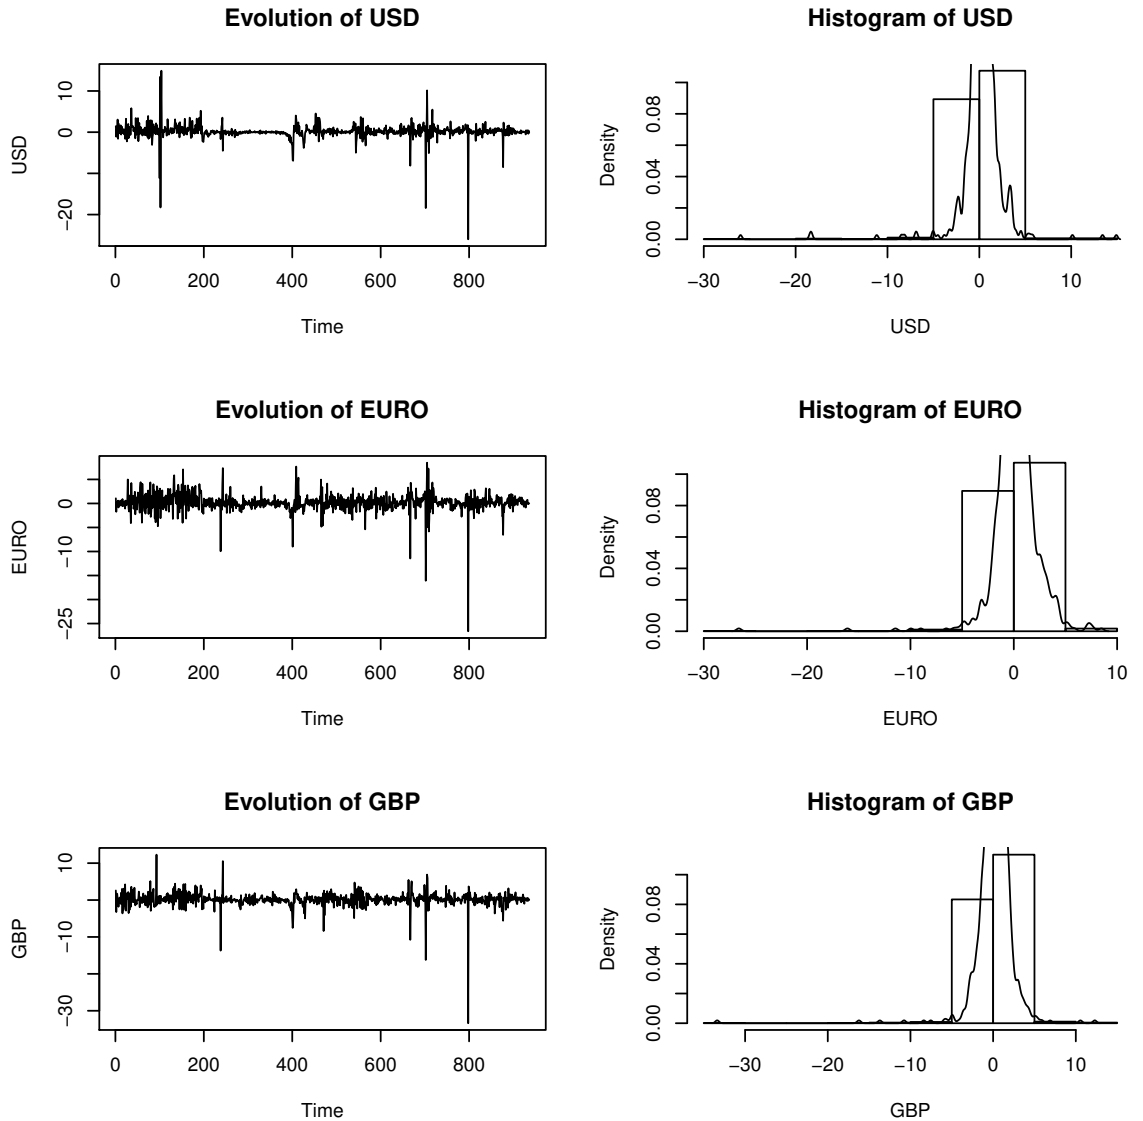 Evolution of USD
USD
10
0
−20
0 200 400 600 800
Time
Histogram of USD
Density
0.08
0.04
0.00
−30 −20 −10 0 10
USD
Evolution of EURO
EURO
0
−10
−25
0 200 400 600 800
Time
Histogram of EURO
Density
0.08
0.04
0.00
−30 −20 −10 0 10
EURO
Evolution of GBP
GBP
10
−10
−30
0 200 400 600 800
Time
Histogram of GBP
Density
0.08
0.04
0.00
−30 −20 −10 0 10
GBP